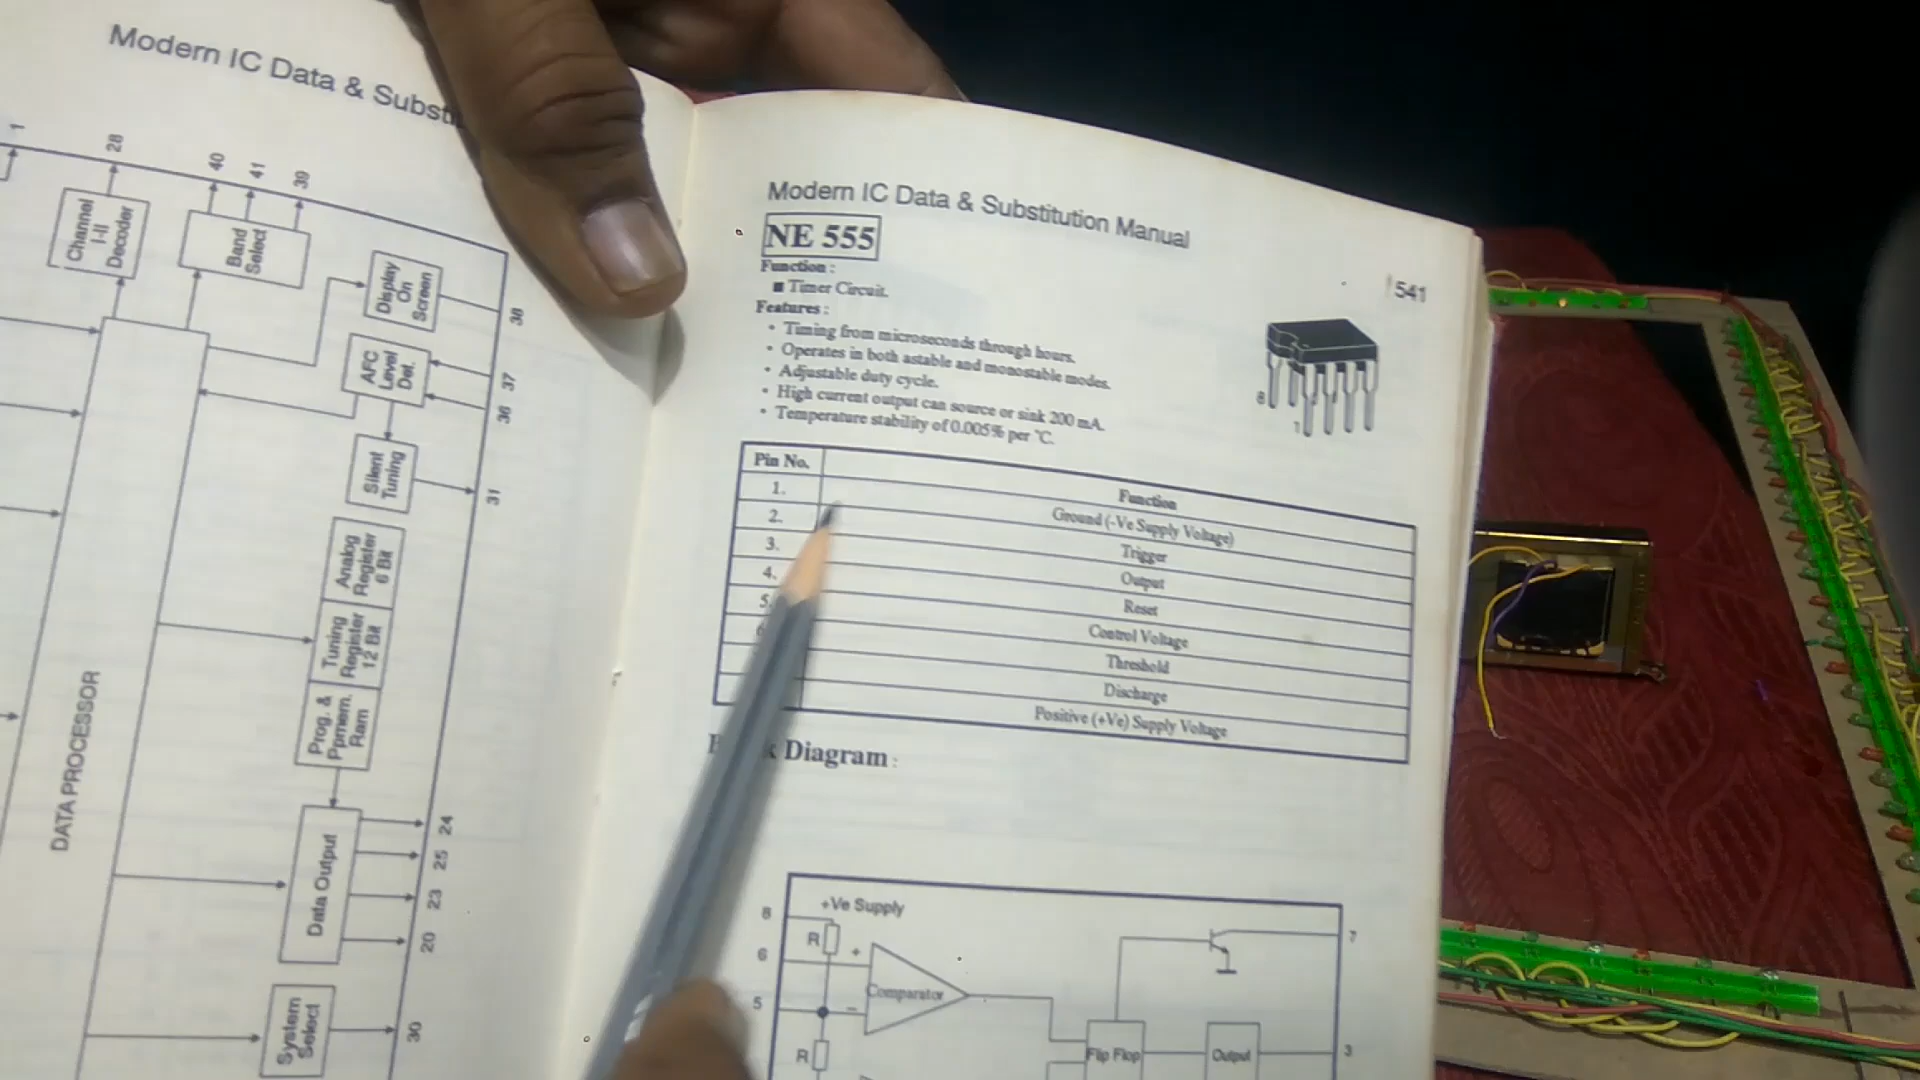 Modern IC Data &
1
28
40
41
39
Channel
I-II
Decoder
Band
Select
Display
On
Screen
38
AFC
Level
Det.
37
36
Silent
Tuning
31
Analog
Register
6 Bit
Tuning
Register
12 Bit
Prog. &
Ppmem.
Ram
DATA PROCESSOR
Data Output
24
25
23
20
System
Select
30
Modern IC Data & Substitution Manual
541
NE 555
Function :
■ Timer Circuit.
Features :
• Timing from microseconds through hours.
• Operates in both astable and monostable modes.
• Adjustable duty cycle.
• High current output can source or sink 200 mA.
• Temperature stability of 0.005% per °C.
8
1
Pin No. Function
1. Ground (-Ve Supply Voltage)
2. Trigger
3. Output
4. Reset
5. Control Voltage
Threshold
Discharge
Positive (+Ve) Supply Voltage
Diagram :
8 +Ve Supply
R
6 +
Comparator
5 −
R
7
Flip Flop
Output
3